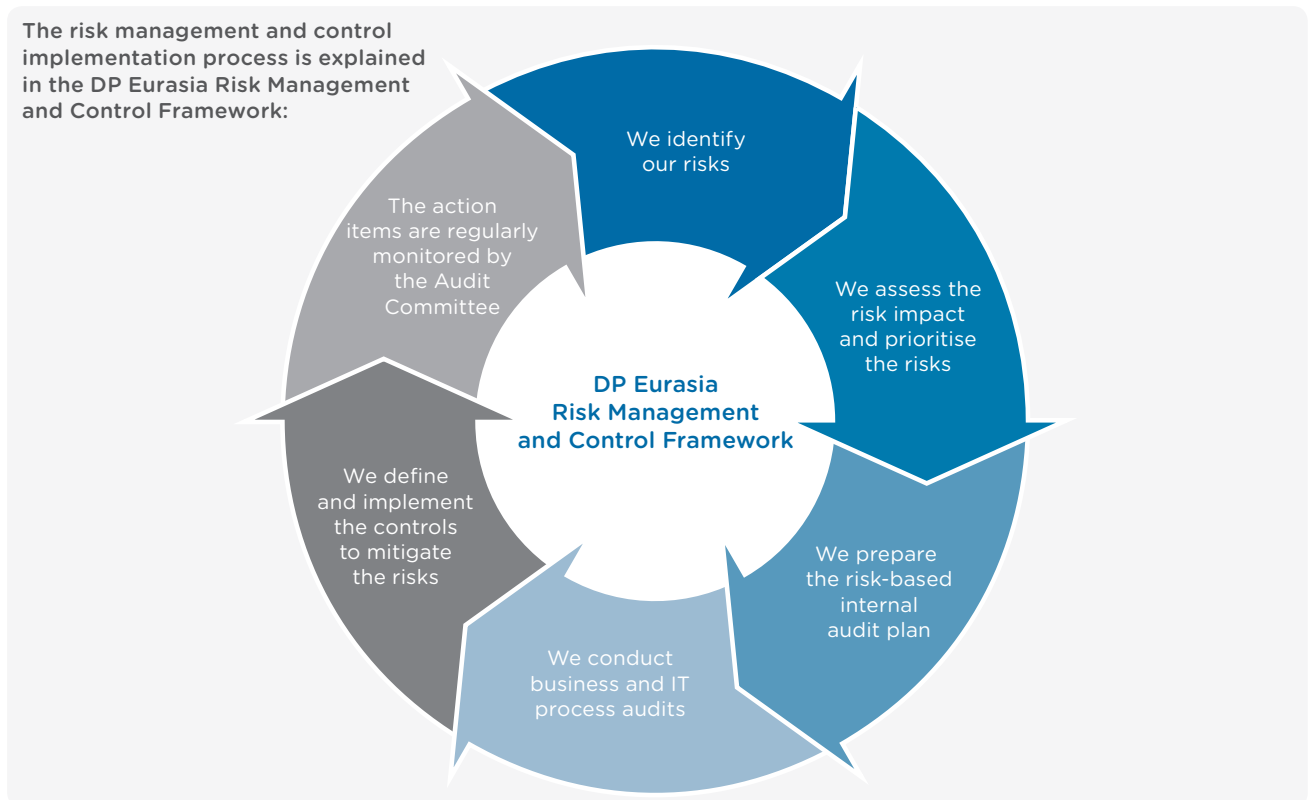 The risk management and control
implementation process is explained
in the DP Eurasia Risk Management
and Control Framework:
We identify
our risks
We assess the
risk impact
and prioritise
the risks
We prepare
the risk-based
internal
audit plan
We conduct
business and IT
process audits
We define
and implement
the controls
to mitigate
the risks
The action
items are regularly
monitored by
the Audit
Committee
DP Eurasia
Risk Management
and Control Framework